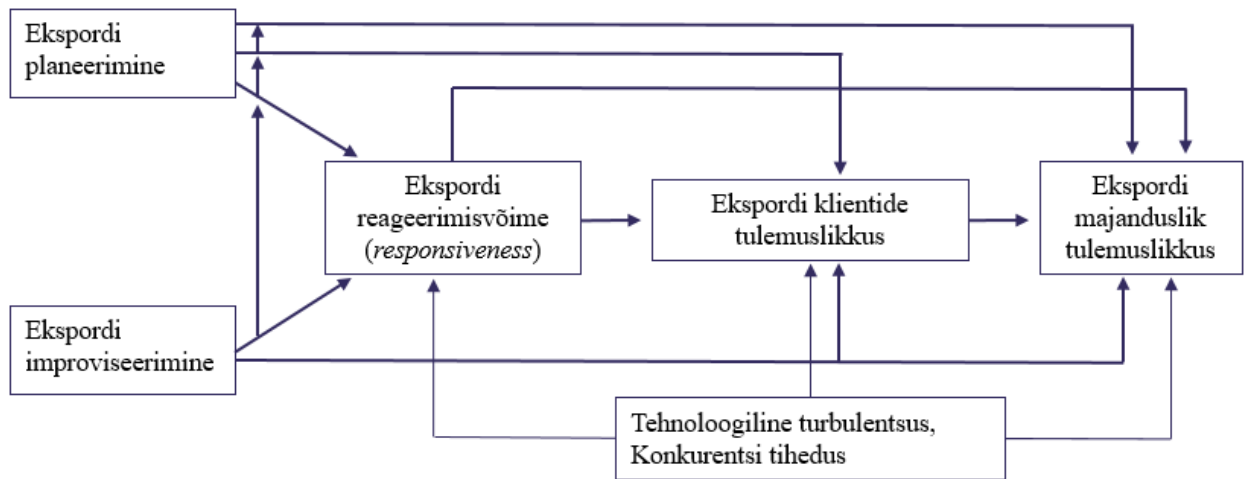 Ekspordi
planeerimine
Ekspordi
reageerimisvõime
(responsiveness)
Ekspordi klientide
tulemuslikkus
Ekspordi
majanduslik
tulemuslikkus
Ekspordi
improviseerimine
Tehnoloogiline turbulentsus,
Konkurentsi tihedus